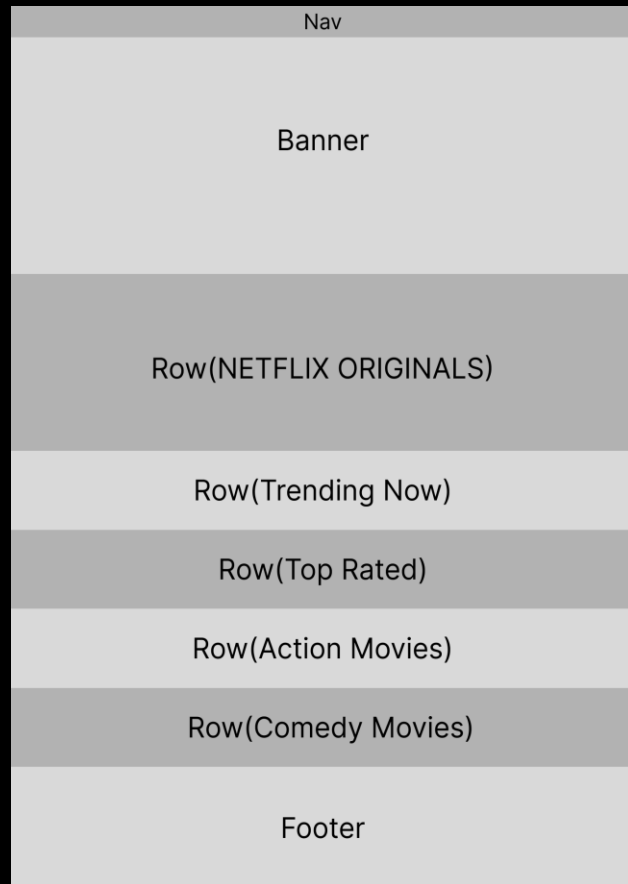 Nav
Banner
Row(NETFLIX ORIGINALS)
Row(Trending Now)
Row(Top Rated)
Row(Action Movies)
Row(Comedy Movies)
Footer